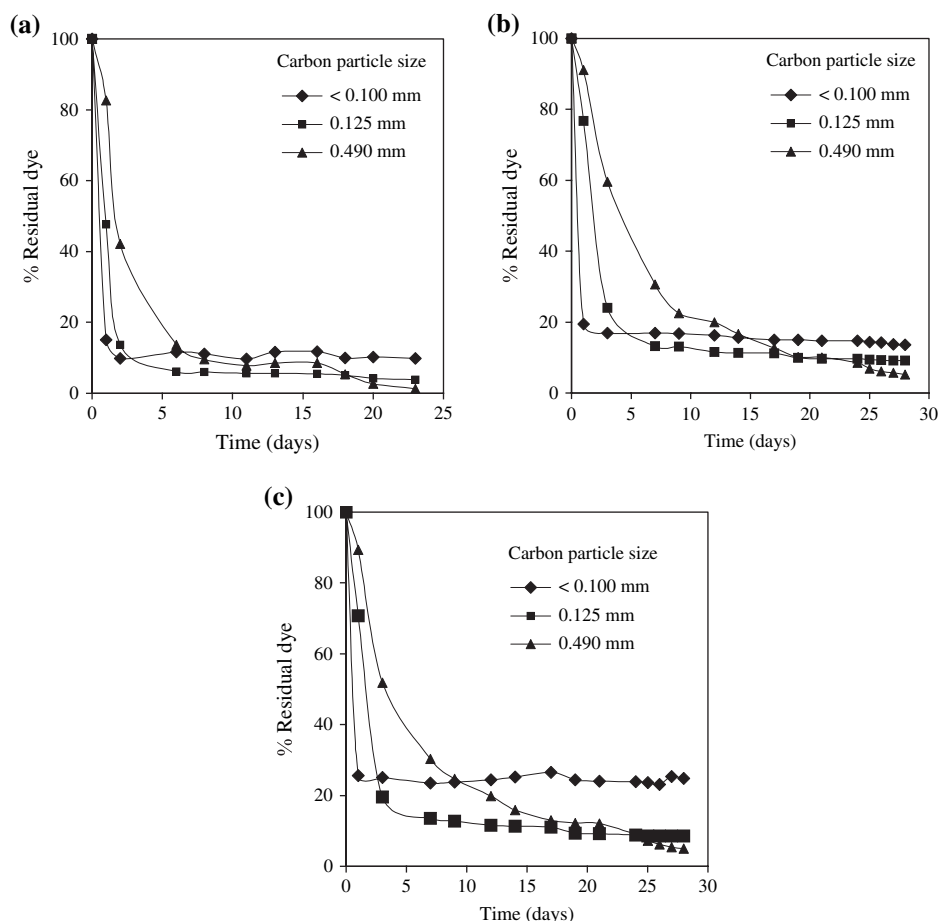 (a)
100
80
60
40
20
0
% Residual dye
Carbon particle size
< 0.100 mm
0.125 mm
0.490 mm
0 5 10 15 20 25
Time (days)
(b)
100
80
60
40
20
0
% Residual dye
Carbon particle size
< 0.100 mm
0.125 mm
0.490 mm
0 5 10 15 20 25 30
Time (days)
(c)
100
80
60
40
20
0
% Residual dye
Carbon particle size
< 0.100 mm
0.125 mm
0.490 mm
0 5 10 15 20 25 30
Time (days)